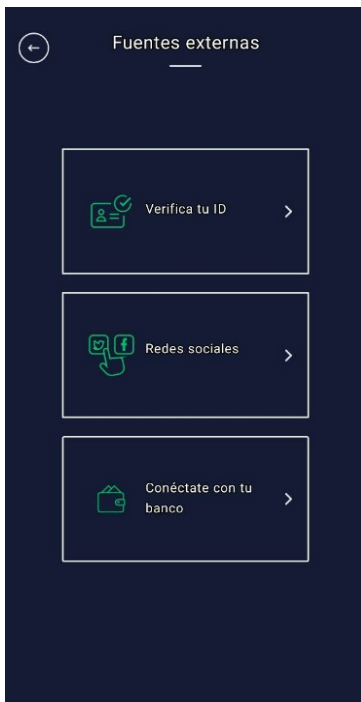 Fuentes externas
Verifica tu ID
Redes sociales
Conéctate con tu
banco